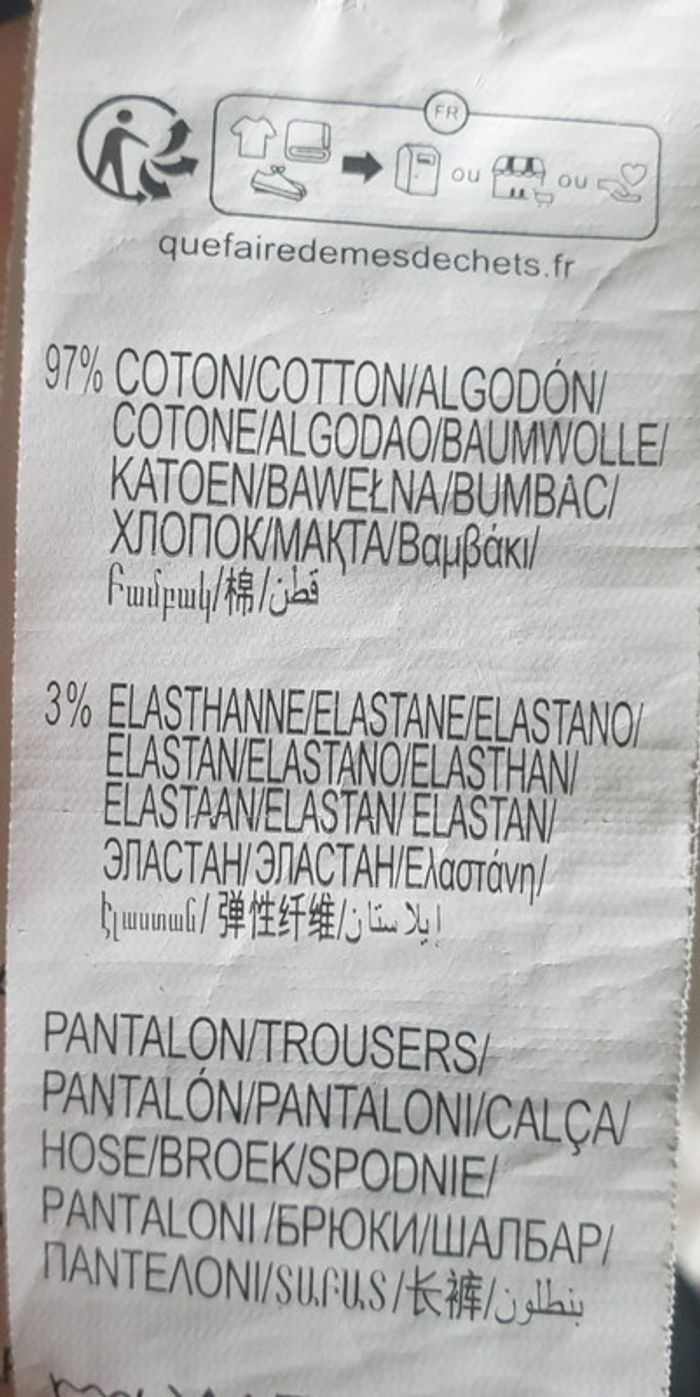 FR
ou ou
quefairedemesdechets.fr
97% COTON/COTTON/ALGODÓN/
COTONE/ALGODAO/BAUMWOLLE/
KATOEN/BAWEŁNA/BUMBAC/
ХЛОПОК/МАҚТА/Βαμβάκι/
Բամբակ/棉/قطن
3% ELASTHANNE/ELASTANE/ELASTANO/
ELASTAN/ELASTANO/ELASTHAN/
ELASTAAN/ELASTAN/ ELASTAN/
ЭЛАСТАН/ЭЛАСТАН/Ελαστάνη/
Էլաստան/ 弹性纤维/إيلاستان
PANTALON/TROUSERS/
PANTALÓN/PANTALONI/CALÇA/
HOSE/BROEK/SPODNIE/
PANTALONI /БРЮКИ/ШАЛБАР/
ΠΑΝΤΕΛΟΝΙ/ՏԱԲԱՏ/长裤/بنطلون